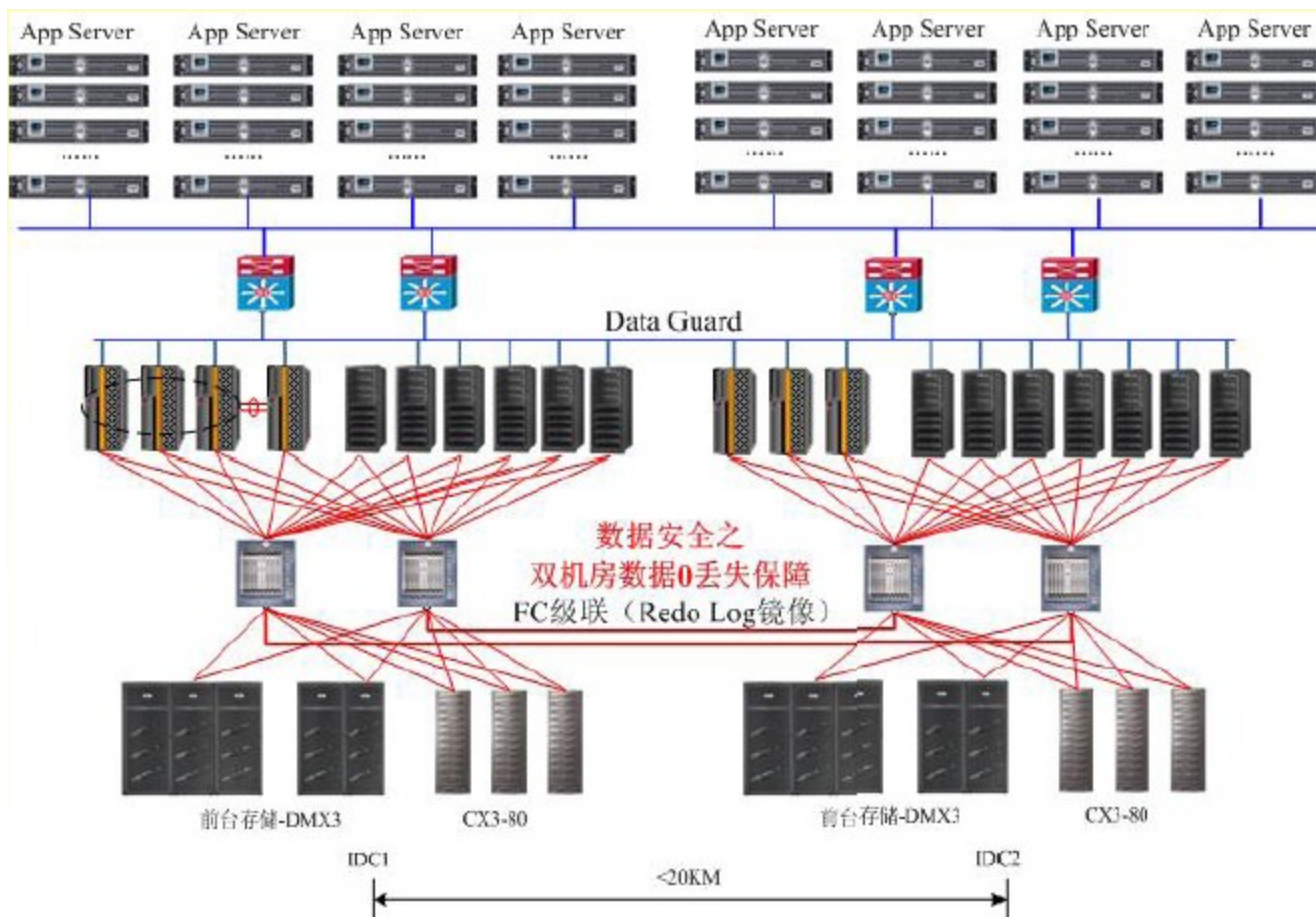 App Server
App Server
App Server
App Server
App Server
App Server
App Server
App Server
Data Guard
数据安全之
双机房数据0丢失保障
FC级联（Redo Log镜像）
前台存储-DMX3
CX3-80
前台存储-DMX3
CX3-80
IDC1
IDC2
<20KM